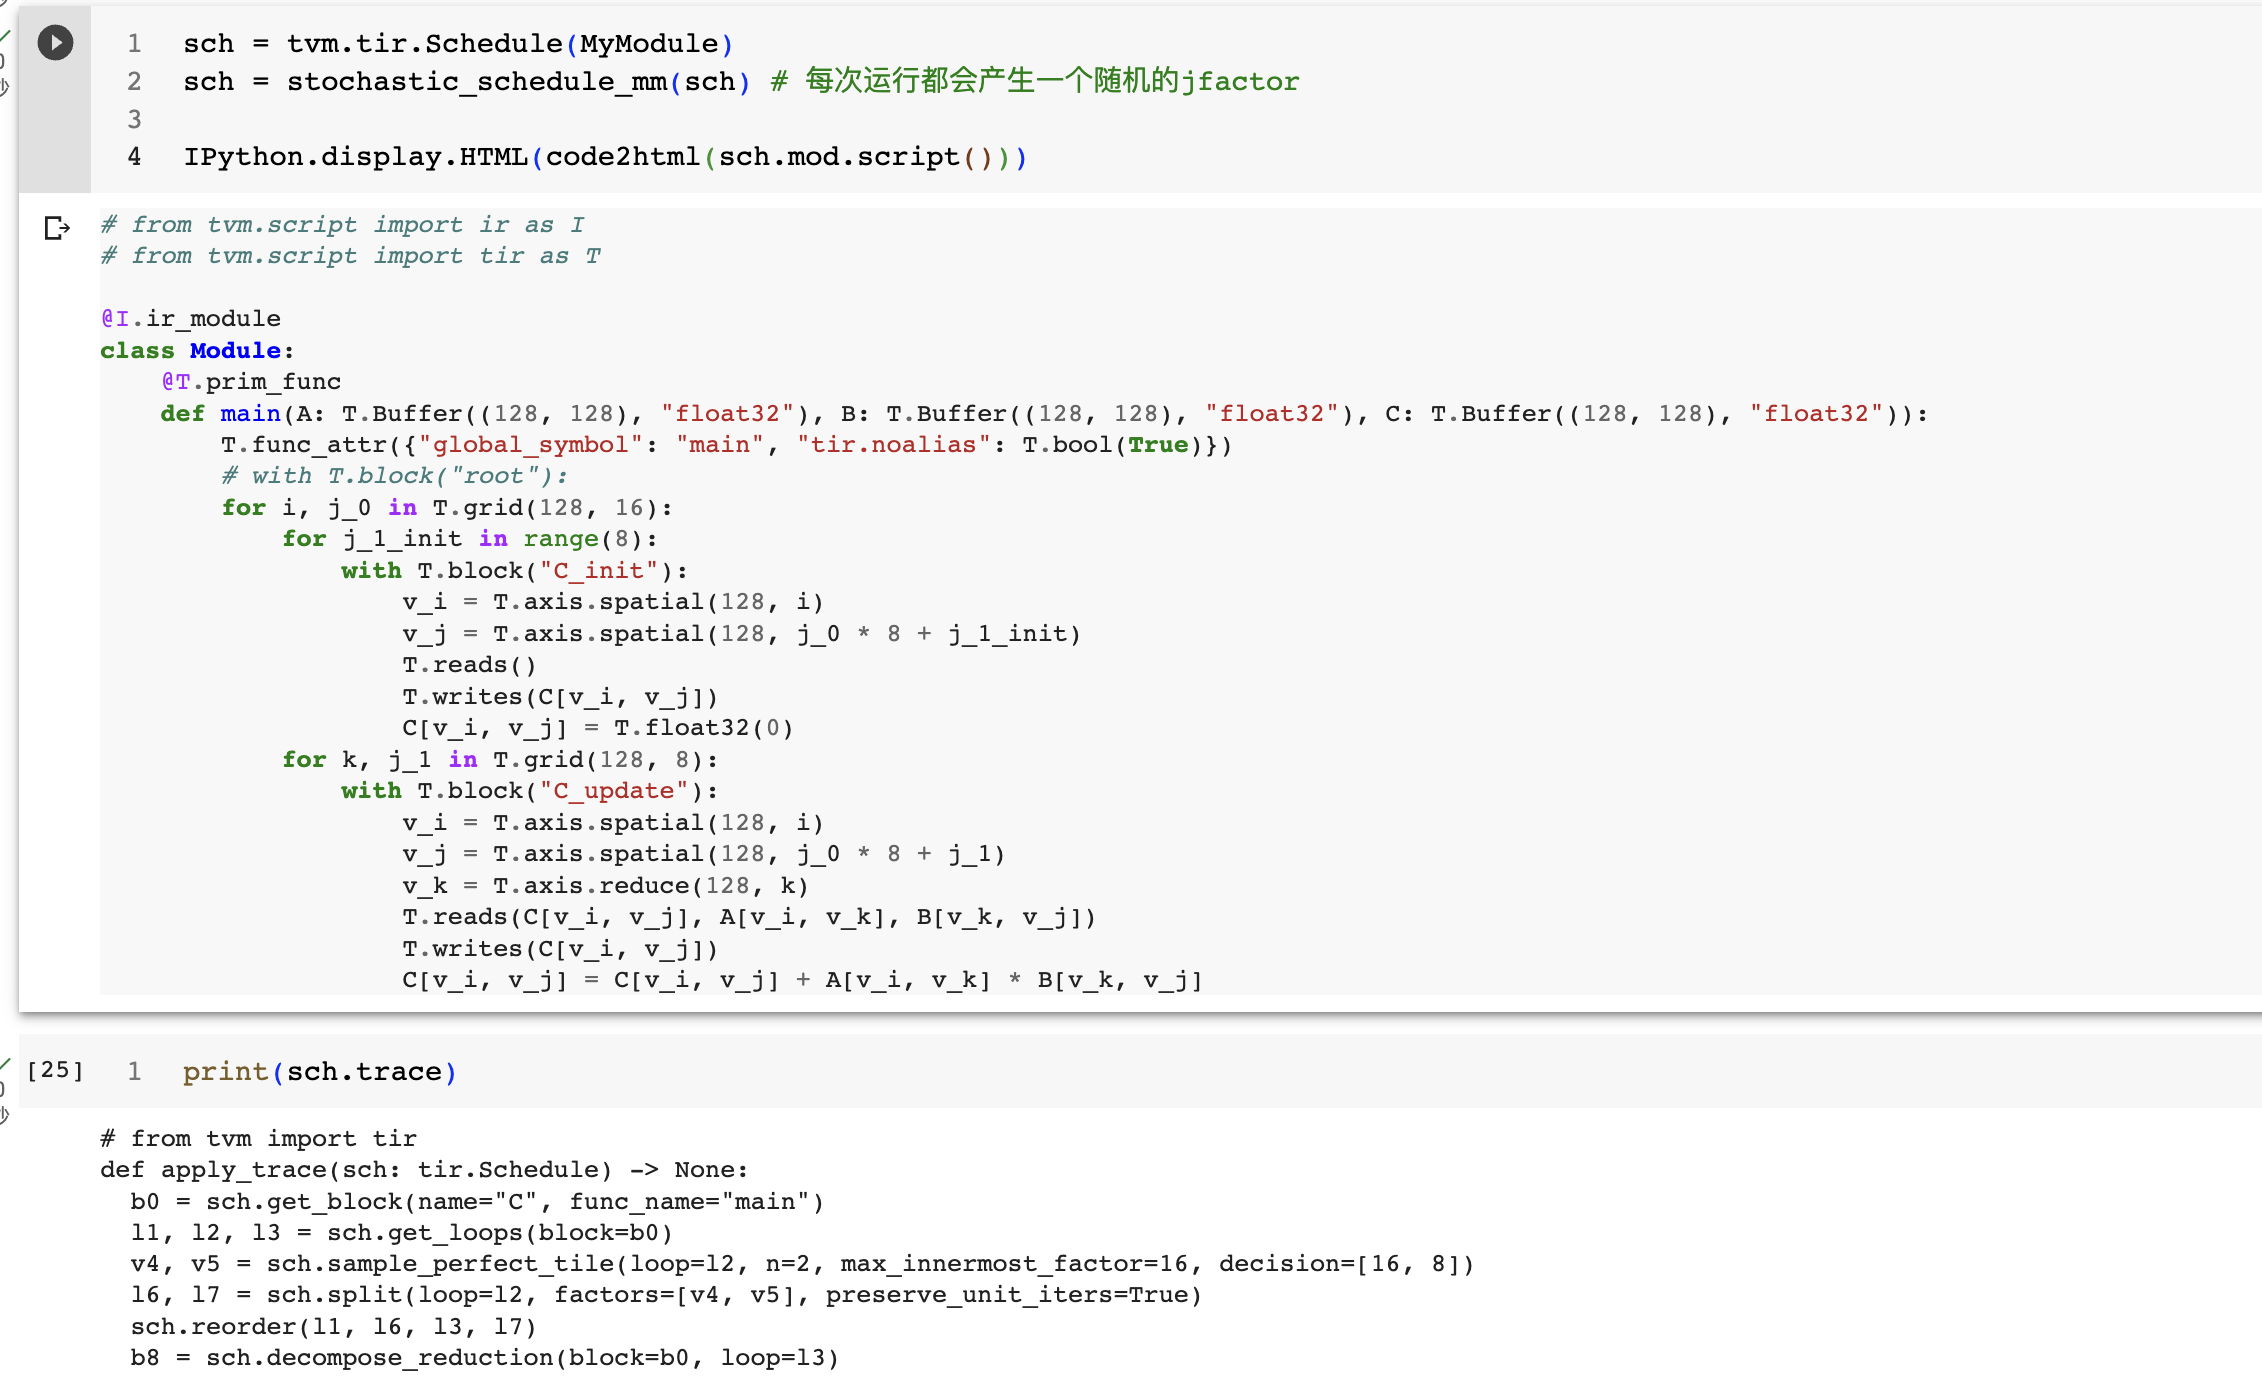 1 sch = tvm.tir.Schedule(MyModule)
2 sch = stochastic_schedule_mm(sch) # 每次运行都会产生一个随机的jfactor
3
4 IPython.display.HTML(code2html(sch.mod.script()))
# from tvm.script import ir as I
# from tvm.script import tir as T
@I.ir_module
class Module:
    @T.prim_func
    def main(A: T.Buffer((128, 128), "float32"), B: T.Buffer((128, 128), "float32"), C: T.Buffer((128, 128), "float32")):
        T.func_attr({"global_symbol": "main", "tir.noalias": T.bool(True)})
        # with T.block("root"):
        for i, j_0 in T.grid(128, 16):
            for j_1_init in range(8):
                with T.block("C_init"):
                    v_i = T.axis.spatial(128, i)
                    v_j = T.axis.spatial(128, j_0 * 8 + j_1_init)
                    T.reads()
                    T.writes(C[v_i, v_j])
                    C[v_i, v_j] = T.float32(0)
            for k, j_1 in T.grid(128, 8):
                with T.block("C_update"):
                    v_i = T.axis.spatial(128, i)
                    v_j = T.axis.spatial(128, j_0 * 8 + j_1)
                    v_k = T.axis.reduce(128, k)
                    T.reads(C[v_i, v_j], A[v_i, v_k], B[v_k, v_j])
                    T.writes(C[v_i, v_j])
                    C[v_i, v_j] = C[v_i, v_j] + A[v_i, v_k] * B[v_k, v_j]
[25] 1 print(sch.trace)
# from tvm import tir
def apply_trace(sch: tir.Schedule) -> None:
  b0 = sch.get_block(name="C", func_name="main")
  l1, l2, l3 = sch.get_loops(block=b0)
  v4, v5 = sch.sample_perfect_tile(loop=l2, n=2, max_innermost_factor=16, decision=[16, 8])
  l6, l7 = sch.split(loop=l2, factors=[v4, v5], preserve_unit_iters=True)
  sch.reorder(l1, l6, l3, l7)
  b8 = sch.decompose_reduction(block=b0, loop=l3)